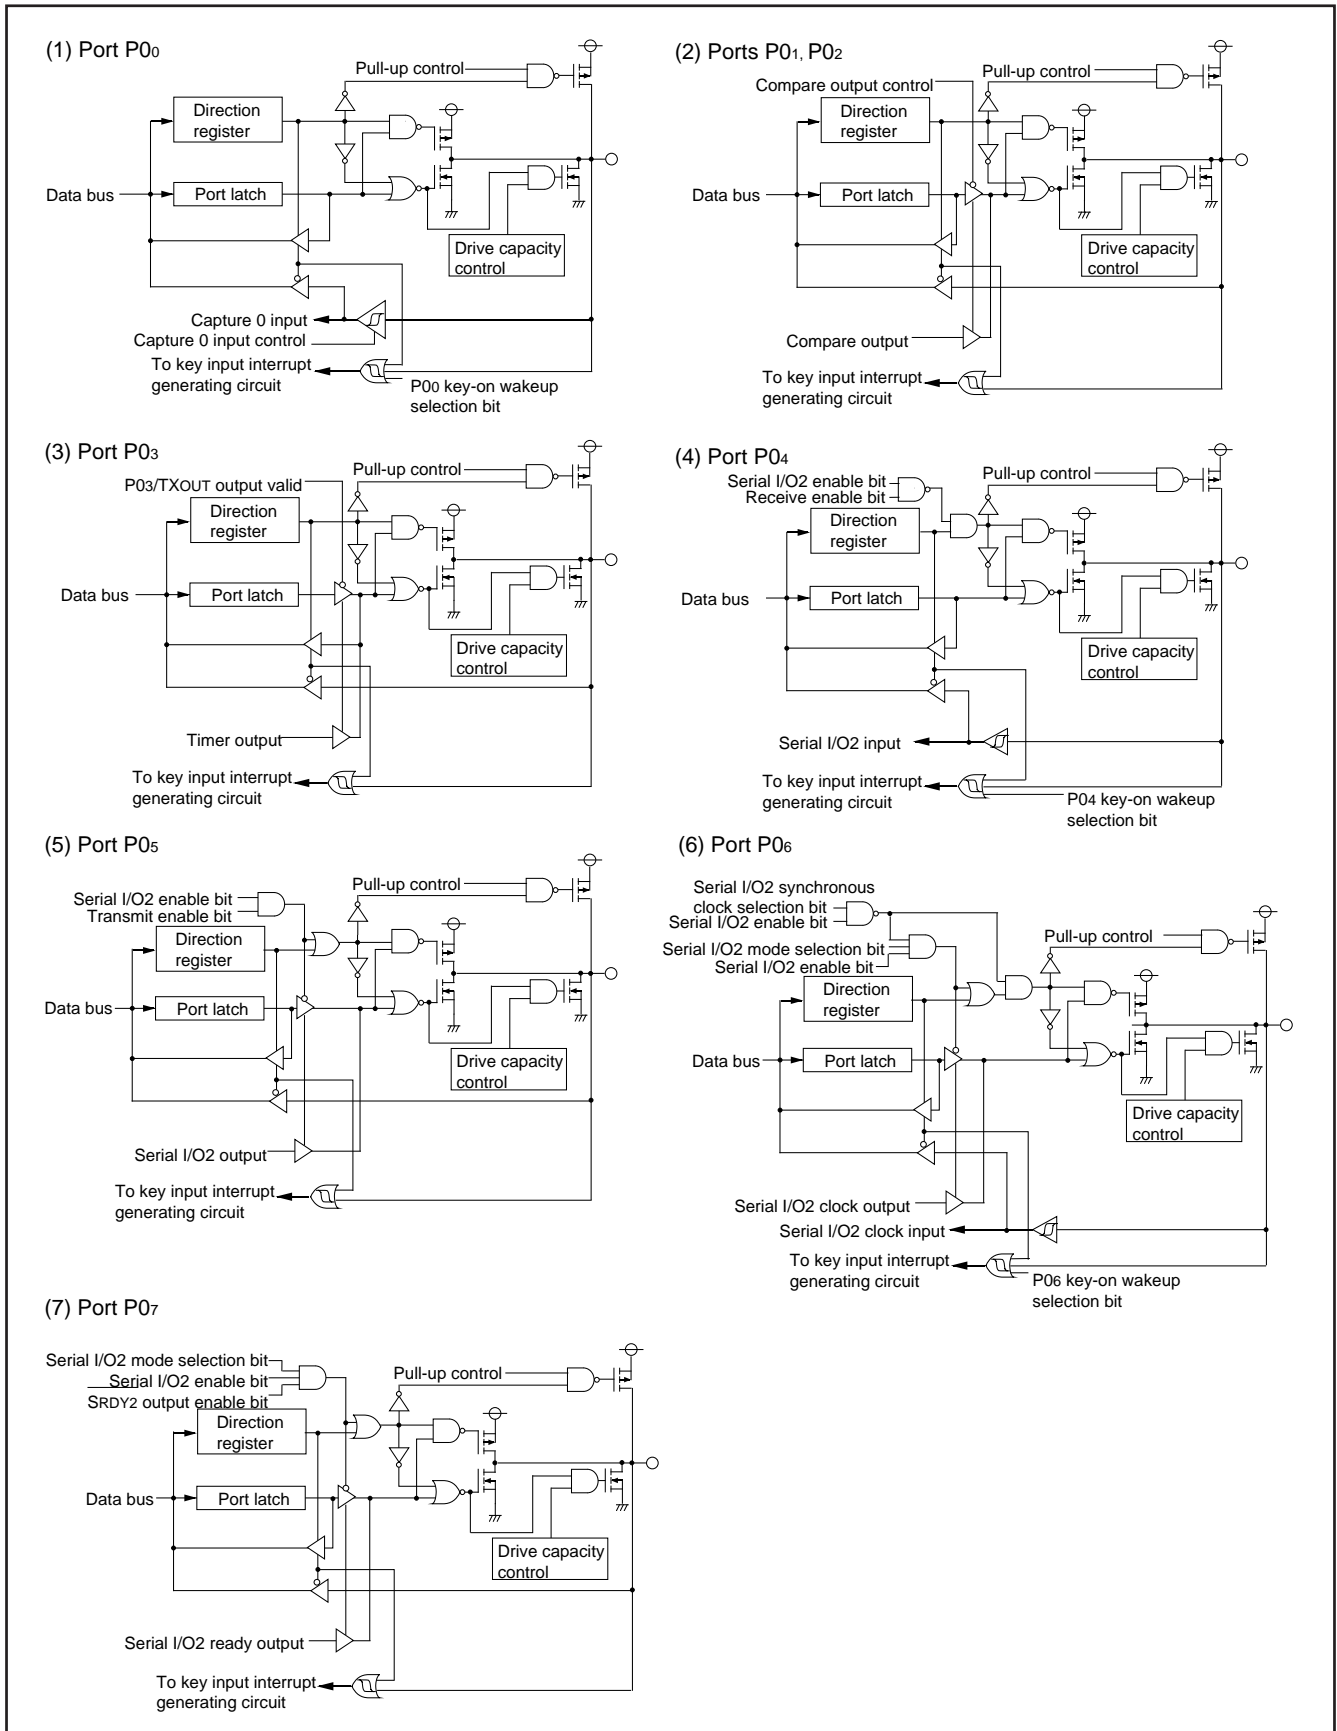 (1) Port P00
Pull-up control
Direction
register
Data bus
Port latch
Drive capacity
control
Capture 0 input
Capture 0 input control
To key input interrupt
generating circuit
P00 key-on wakeup
selection bit
(2) Ports P01, P02
Pull-up control
Compare output control
Direction
register
Data bus
Port latch
Drive capacity
control
Compare output
To key input interrupt
generating circuit
(3) Port P03
Pull-up control
P03/TXOUT output valid
Direction
register
Data bus
Port latch
Drive capacity
control
Timer output
To key input interrupt
generating circuit
(4) Port P04
Pull-up control
Serial I/O2 enable bit
Receive enable bit
Direction
register
Data bus
Port latch
Drive capacity
control
Serial I/O2 input
To key input interrupt
generating circuit
P04 key-on wakeup
selection bit
(5) Port P05
Pull-up control
Serial I/O2 enable bit
Transmit enable bit
Direction
register
Data bus
Port latch
Drive capacity
control
Serial I/O2 output
To key input interrupt
generating circuit
(6) Port P06
Serial I/O2 synchronous
clock selection bit
Serial I/O2 enable bit
Pull-up control
Serial I/O2 mode selection bit
Serial I/O2 enable bit
Direction
register
Data bus
Port latch
Drive capacity
control
Serial I/O2 clock output
Serial I/O2 clock input
To key input interrupt
generating circuit
P06 key-on wakeup
selection bit
(7) Port P07
Serial I/O2 mode selection bit
Serial I/O2 enable bit
SRDY2 output enable bit
Pull-up control
Direction
register
Data bus
Port latch
Drive capacity
control
Serial I/O2 ready output
To key input interrupt
generating circuit